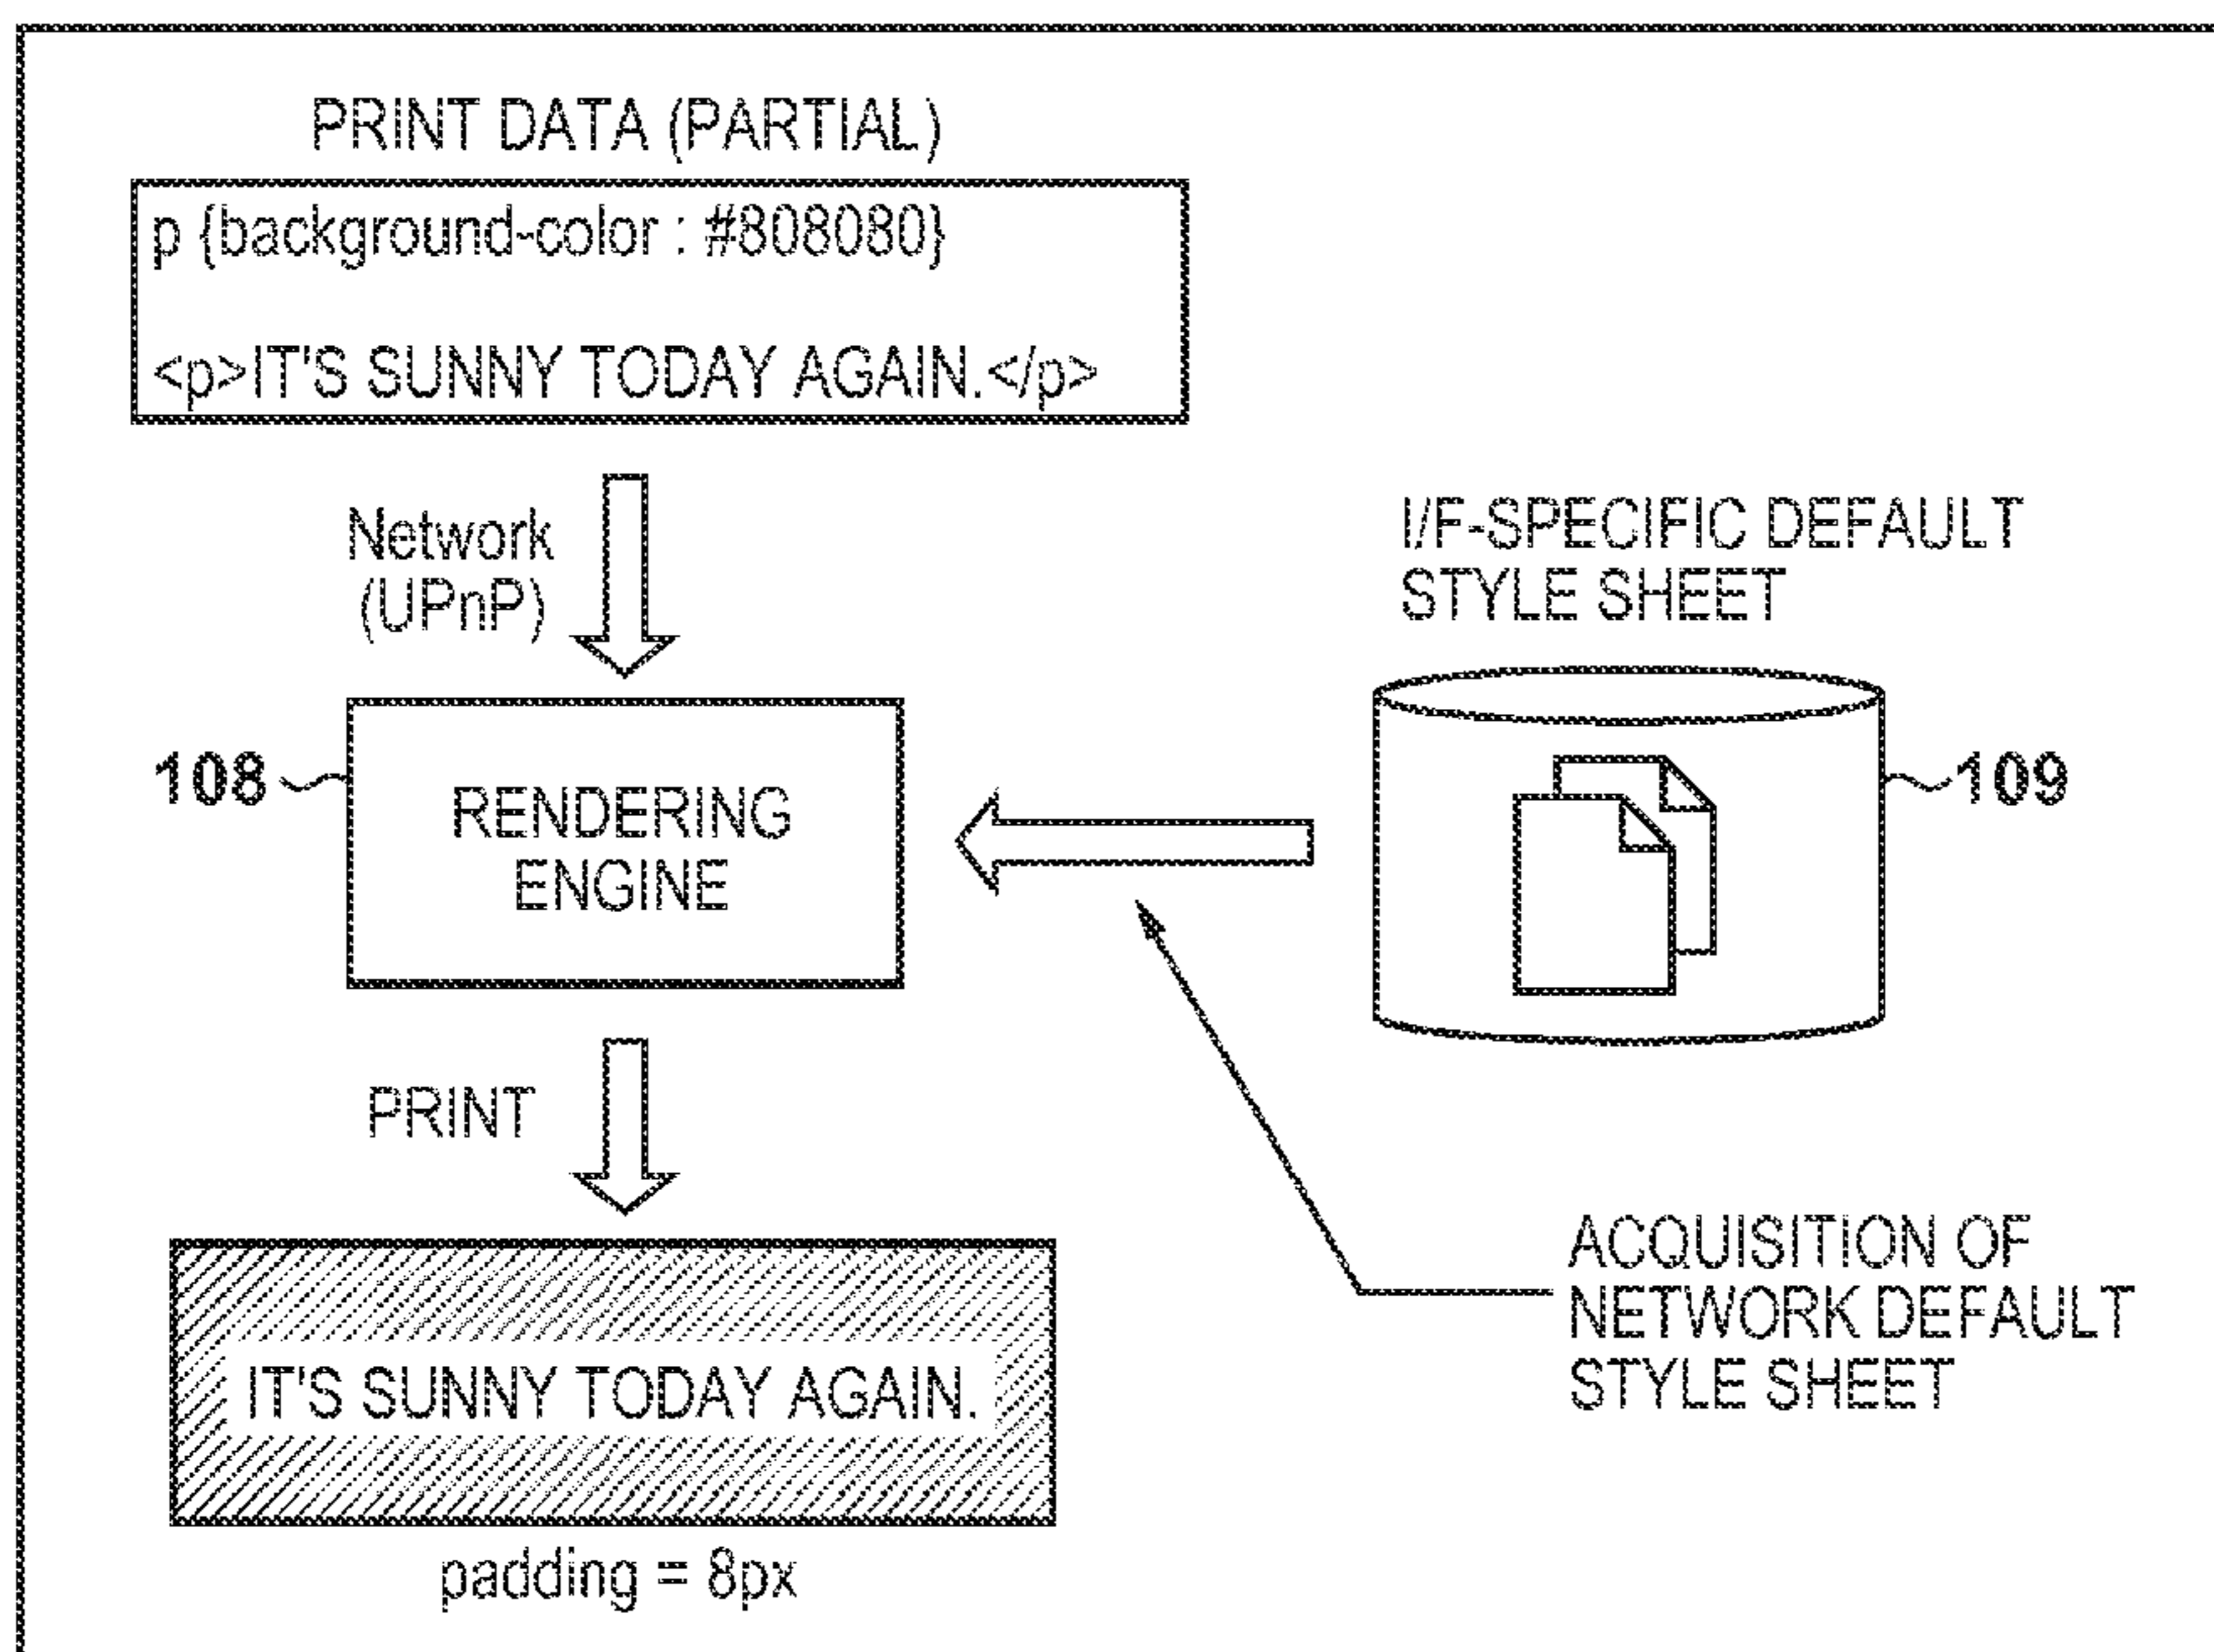 PRINT DATA (PARTIAL)
p {background-color : #808080}
<p>IT'S SUNNY TODAY AGAIN.</p>
Network
(UPnP)
I/F-SPECIFIC DEFAULT
STYLE SHEET
108
RENDERING
ENGINE
109
PRINT
ACQUISITION OF
NETWORK DEFAULT
STYLE SHEET
IT'S SUNNY TODAY AGAIN.
padding = 8px